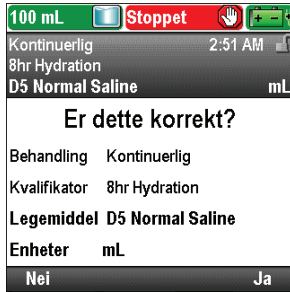 100 mL Stoppet
Kontinuerlig 2:51 AM
8hr Hydration
D5 Normal Saline mL
Er dette korrekt?
Behandling Kontinuerlig
Kvalifikator 8hr Hydration
Legemiddel D5 Normal Saline
Enheter mL
Nei Ja